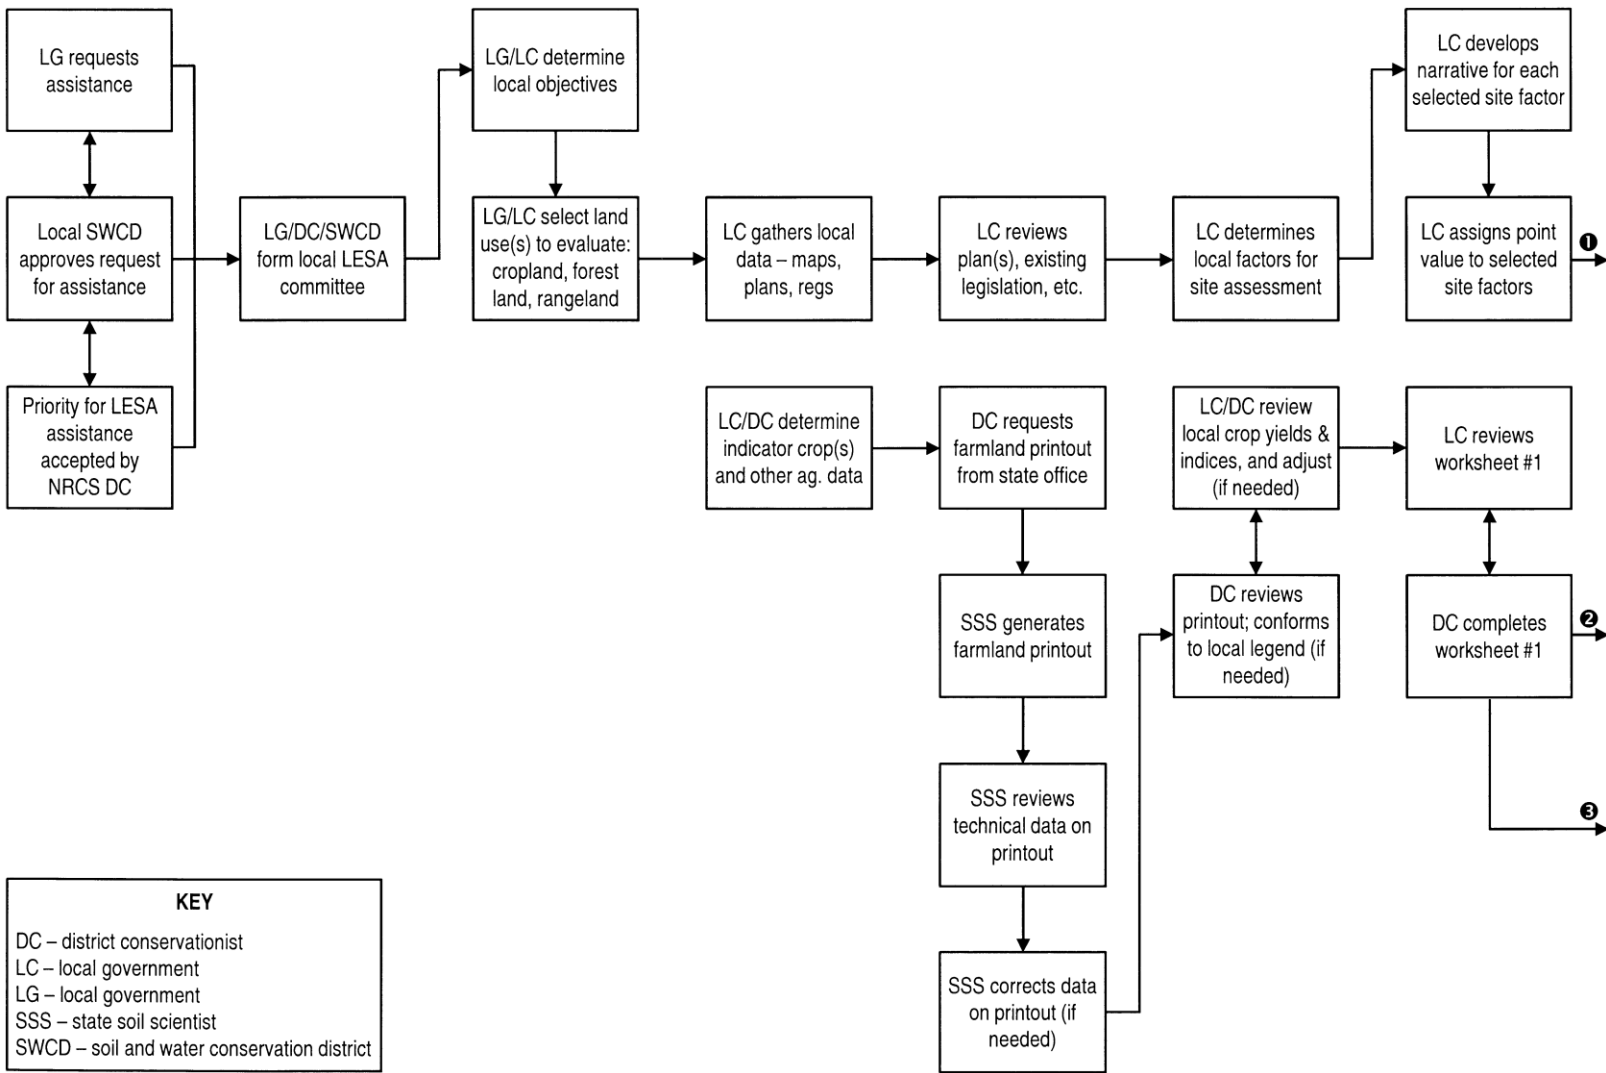 LG requests
assistance
LG/LC determine
local objectives
LC develops
narrative for each
selected site factor
Local SWCD
approves request
for assistance
LG/DC/SWCD
form local LESA
committee
LG/LC select land
use(s) to evaluate:
cropland, forest
land, rangeland
LC gathers local
data – maps,
plans, regs
LC reviews
plan(s), existing
legislation, etc.
LC determines
local factors for
site assessment
LC assigns point
value to selected
site factors
❶
Priority for LESA
assistance
accepted by
NRCS DC
LC/DC determine
indicator crop(s)
and other ag. data
DC requests
farmland printout
from state office
LC/DC review
local crop yields &
indices, and adjust
(if needed)
LC reviews
worksheet #1
SSS generates
farmland printout
DC reviews
printout; conforms
to local legend (if
needed)
DC completes
worksheet #1
❷
SSS reviews
technical data on
printout
❸
SSS corrects data
on printout (if
needed)
KEY
DC – district conservationist
LC – local government
LG – local government
SSS – state soil scientist
SWCD – soil and water conservation district